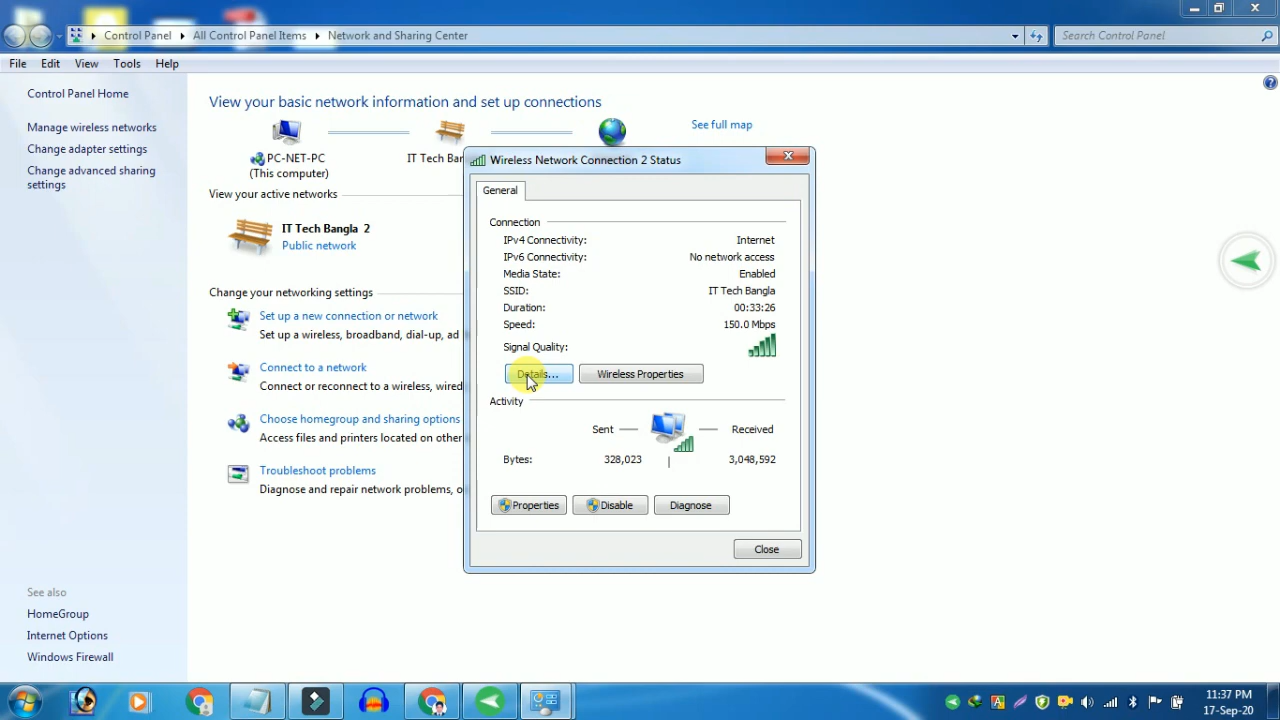 Control Panel
All Control Panel Items
Network and Sharing Center
Search Control Panel
File Edit View Tools Help
Control Panel Home
Manage wireless networks
Change adapter settings
Change advanced sharing
settings
See also
HomeGroup
Internet Options
Windows Firewall
View your basic network information and set up connections
See full map
PC-NET-PC
(This computer)
IT Tech
View your active networks
IT Tech Bangla 2
Public network
Change your networking settings
Set up a new connection or network
Set up a wireless, broadband, dial-up, ad
Connect to a network
Connect or reconnect to a wireless, wired
Choose homegroup and sharing options
Access files and printers located on other
Troubleshoot problems
Diagnose and repair network problems, o
Wireless Network Connection 2 Status
General
Connection
IPv4 Connectivity: Internet
IPv6 Connectivity: No network access
Media State: Enabled
SSID: IT Tech Bangla
Duration: 00:33:26
Speed: 150.0 Mbps
Signal Quality:
Details... Wireless Properties
Activity
Sent Received
Bytes: 328,023 3,048,592
Properties Disable Diagnose
Close
11:37 PM
17-Sep-20